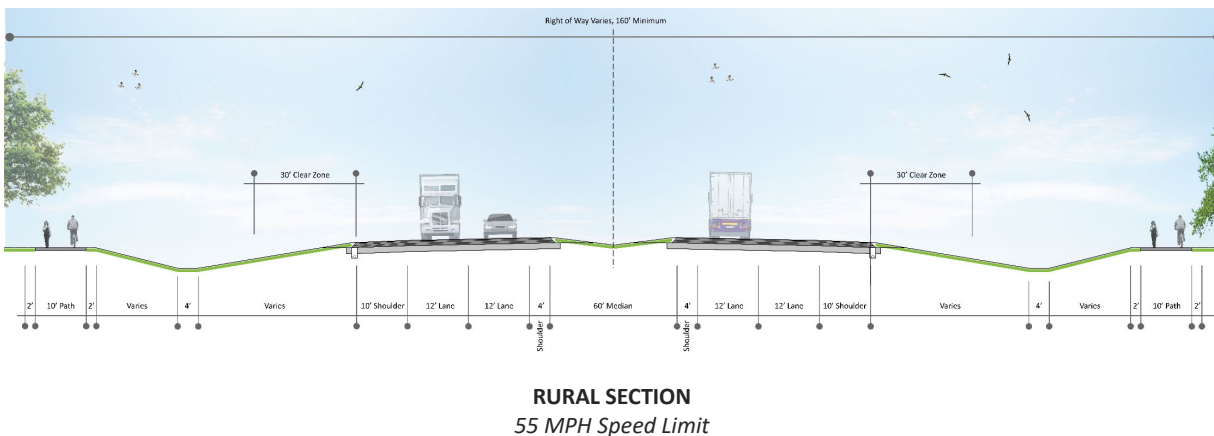 Right of Way Varies, 160' Minimum
30' Clear Zone
30' Clear Zone
2'
10' Path
2'
Varies
4'
Varies
10' Shoulder
12' Lane
12' Lane
4'
60' Median
4'
12' Lane
12' Lane
10' Shoulder
Varies
4'
Varies
2'
10' Path
2'
Shoulder
Shoulder
RURAL SECTION
55 MPH Speed Limit